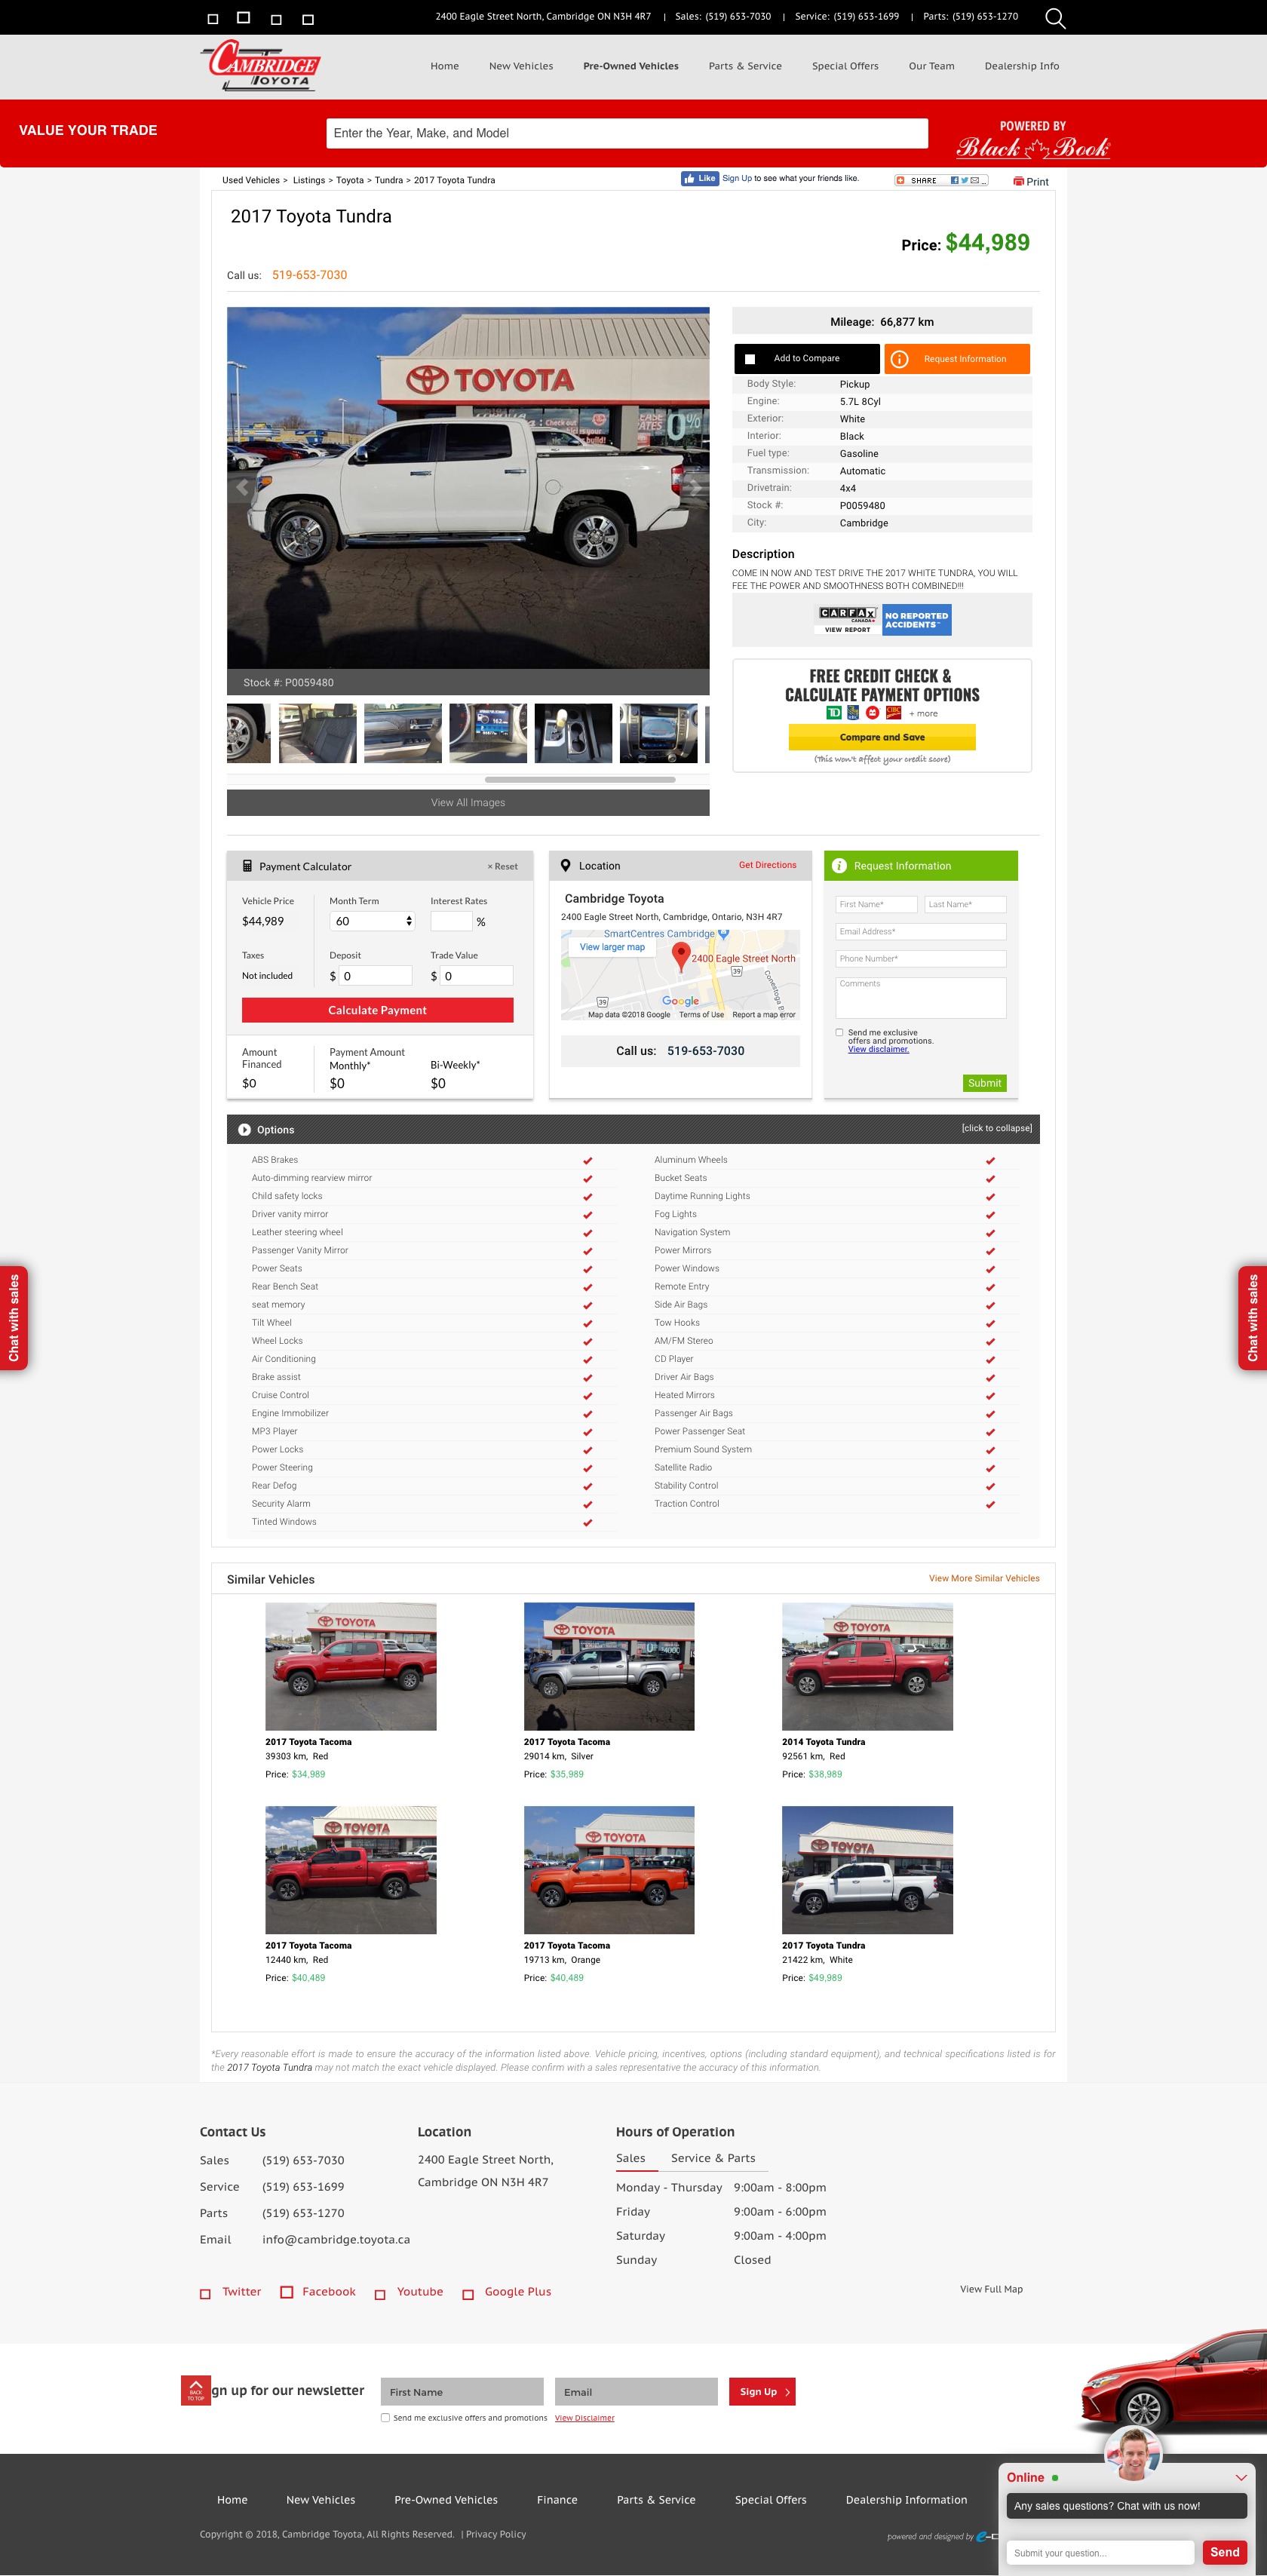 2400 Eagle Street North, Cambridge ON N3H 4R7 | Sales: (519) 653-7030 | Service: (519) 653-1699 | Parts: (519) 653-1270
CAMBRIDGE
TOYOTA
Home New Vehicles Pre-Owned Vehicles Parts & Service Special Offers Our Team Dealership Info
VALUE YOUR TRADE
Enter the Year, Make, and Model
POWERED BY
Black Book
Used Vehicles > Listings > Toyota > Tundra > 2017 Toyota Tundra
Like Sign Up to see what your friends like.
SHARE
Print
2017 Toyota Tundra
Price: $44,989
Call us: 519-653-7030
TOYOTA
0%
Stock #: P0059480
View All Images
Mileage: 66,877 km
Add to Compare
Request Information
Body Style: Pickup
Engine: 5.7L 8Cyl
Exterior: White
Interior: Black
Fuel type: Gasoline
Transmission: Automatic
Drivetrain: 4x4
Stock #: P0059480
City: Cambridge
Description
COME IN NOW AND TEST DRIVE THE 2017 WHITE TUNDRA, YOU WILL
FEE THE POWER AND SMOOTHNESS BOTH COMBINED!!!
CARFAX
CANADA
VIEW REPORT
NO REPORTED
ACCIDENTS
FREE CREDIT CHECK &
CALCULATE PAYMENT OPTIONS
TD CIBC + more
Compare and Save
(This won't affect your credit score)
Payment Calculator × Reset
Vehicle Price Month Term Interest Rates
$44,989 60 %
Taxes Deposit Trade Value
Not included $ 0 $ 0
Calculate Payment
Amount
Financed
Payment Amount
Monthly*
Bi-Weekly*
$0 $0 $0
Location Get Directions
Cambridge Toyota
2400 Eagle Street North, Cambridge, Ontario, N3H 4R7
SmartCentres Cambridge
View larger map
2400 Eagle Street North
39
39
Conestoga B
Google
Map data ©2018 Google Terms of Use Report a map error
Call us: 519-653-7030
Request Information
First Name* Last Name*
Email Address*
Phone Number*
Comments
Send me exclusive
offers and promotions.
View disclaimer.
Submit
Options [click to collapse]
ABS Brakes Aluminum Wheels
Auto-dimming rearview mirror Bucket Seats
Child safety locks Daytime Running Lights
Driver vanity mirror Fog Lights
Leather steering wheel Navigation System
Passenger Vanity Mirror Power Mirrors
Power Seats Power Windows
Rear Bench Seat Remote Entry
seat memory Side Air Bags
Tilt Wheel Tow Hooks
Wheel Locks AM/FM Stereo
Air Conditioning CD Player
Brake assist Driver Air Bags
Cruise Control Heated Mirrors
Engine Immobilizer Passenger Air Bags
MP3 Player Power Passenger Seat
Power Locks Premium Sound System
Power Steering Satellite Radio
Rear Defog Stability Control
Security Alarm Traction Control
Tinted Windows
Chat with sales
Chat with sales
Similar Vehicles View More Similar Vehicles
TOYOTA TOYOTA TOYOTA
2017 Toyota Tacoma 2017 Toyota Tacoma 2014 Toyota Tundra
39303 km, Red 29014 km, Silver 92561 km, Red
Price: $34,989 Price: $35,989 Price: $38,989
TOYOTA TOYOTA TOYOTA
2017 Toyota Tacoma 2017 Toyota Tacoma 2017 Toyota Tundra
12440 km, Red 19713 km, Orange 21422 km, White
Price: $40,489 Price: $40,489 Price: $49,989
*Every reasonable effort is made to ensure the accuracy of the information listed above. Vehicle pricing, incentives, options (including standard equipment), and technical specifications listed is for
the 2017 Toyota Tundra may not match the exact vehicle displayed. Please confirm with a sales representative the accuracy of this information.
Contact Us
Sales (519) 653-7030
Service (519) 653-1699
Parts (519) 653-1270
Email info@cambridge.toyota.ca
Location
2400 Eagle Street North,
Cambridge ON N3H 4R7
Hours of Operation
Sales Service & Parts
Monday - Thursday 9:00am - 8:00pm
Friday 9:00am - 6:00pm
Saturday 9:00am - 4:00pm
Sunday Closed
Twitter Facebook Youtube Google Plus
View Full Map
BACK
TO TOP
gn up for our newsletter
First Name Email Sign Up
Send me exclusive offers and promotions View Disclaimer
Home New Vehicles Pre-Owned Vehicles Finance Parts & Service Special Offers Dealership Information
Copyright © 2018, Cambridge Toyota, All Rights Reserved. | Privacy Policy
powered and designed by
Online
Any sales questions? Chat with us now!
Submit your question...
Send